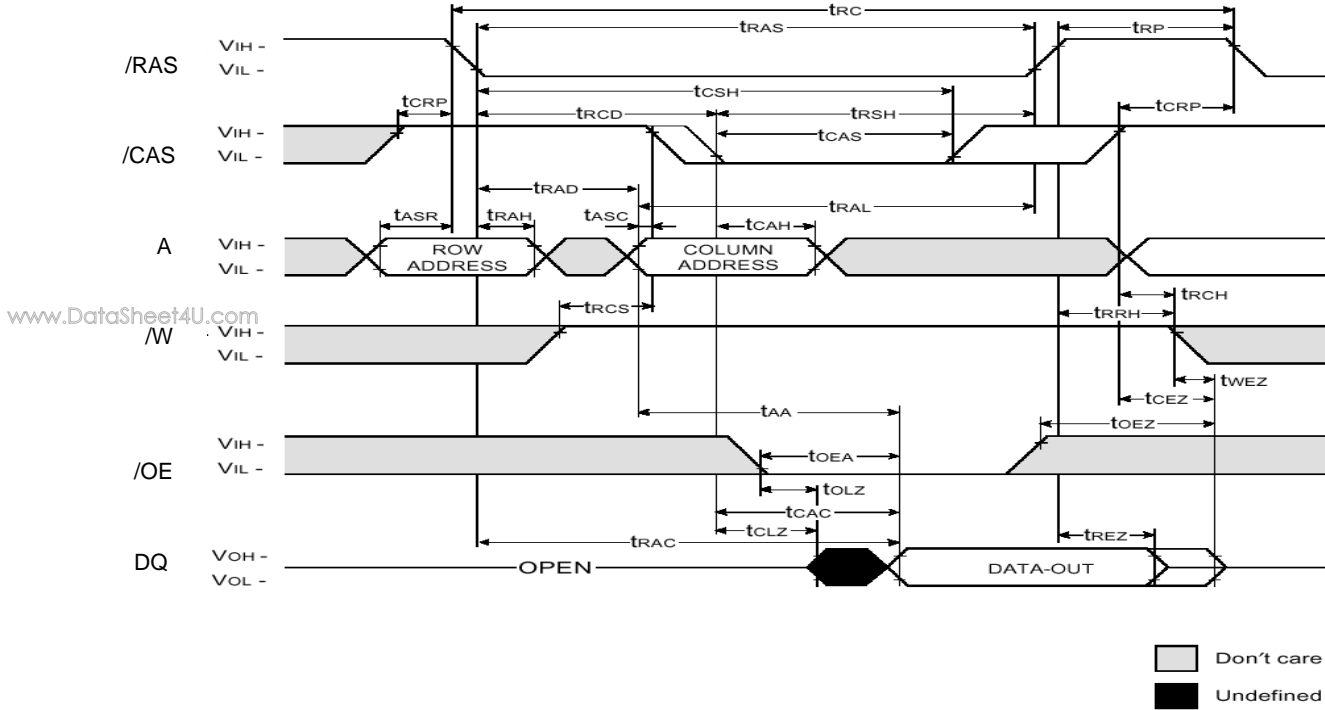 tRC
tRAS
tRP
/RAS
VIH -
VIL -
tCSH
tCRP
tRCD
tRSH
tCRP
tCAS
/CAS
VIH -
VIL -
tRAD
tRAL
tASR
tRAH
tASC
tCAH
A
VIH -
VIL -
ROW
ADDRESS
COLUMN
ADDRESS
tRCH
tRCS
tRRH
www.DataSheet4U.com
/W
VIH -
VIL -
tWEZ
tCEZ
tAA
tOEZ
/OE
VIH -
VIL -
tOEA
tOLZ
tCAC
tCLZ
tRAC
tREZ
DQ
VOH -
VOL -
OPEN
DATA-OUT
Don't care
Undefined